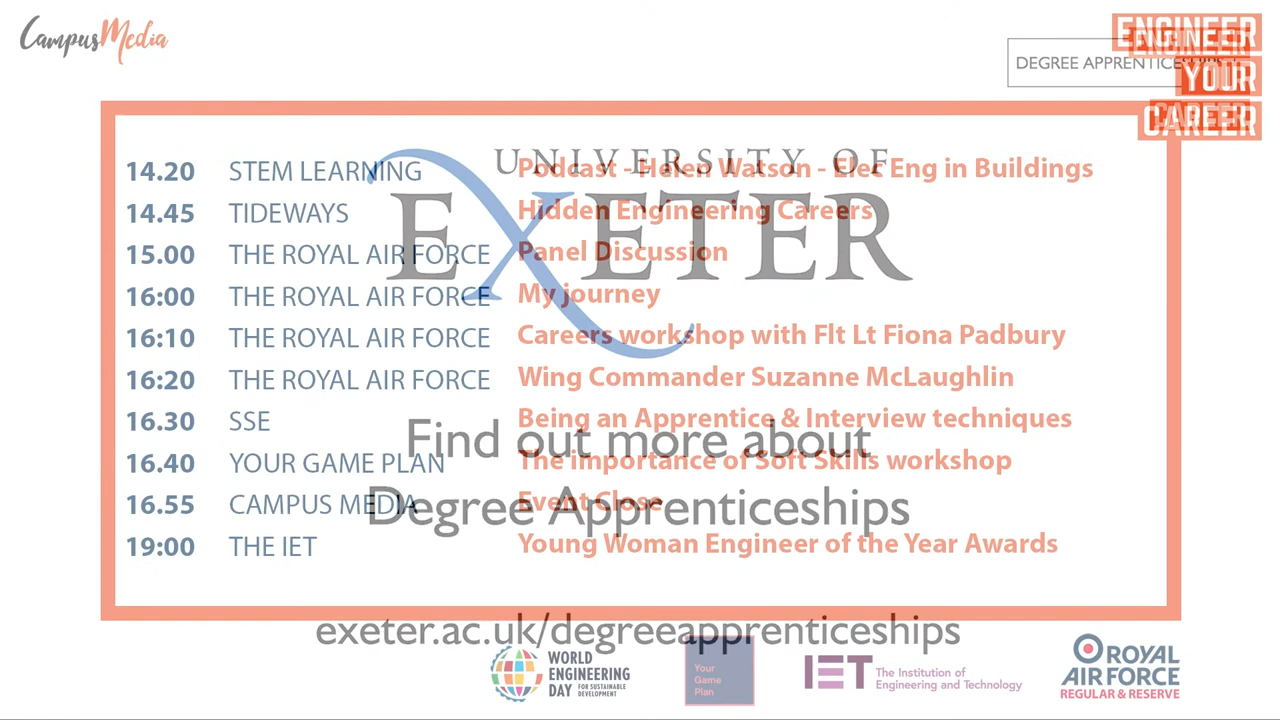 CampusMedia
ENGINEER
YOUR
CAREER
DEGREE APPRENTICESHIPS
UNIVERSITY OF
EXETER
14.20 STEM LEARNING Podcast - Helen Watson - Elec Eng in Buildings
14.45 TIDEWAYS Hidden Engineering Careers
15.00 THE ROYAL AIR FORCE Panel Discussion
16:00 THE ROYAL AIR FORCE My journey
16:10 THE ROYAL AIR FORCE Careers workshop with Flt Lt Fiona Padbury
16:20 THE ROYAL AIR FORCE Wing Commander Suzanne McLaughlin
16.30 SSE Being an Apprentice & Interview techniques
Find out more about
16.40 YOUR GAME PLAN The importance of Soft Skills workshop
16.55 CAMPUS MEDIA Event Close
Degree Apprenticeships
19:00 THE IET Young Woman Engineer of the Year Awards
exeter.ac.uk/degreeapprenticeships
WORLD
ENGINEERING
DAY FOR SUSTAINABLE
DEVELOPMENT
Your
Game
Plan
IET The Institution of
Engineering and Technology
ROYAL
AIR FORCE
REGULAR & RESERVE